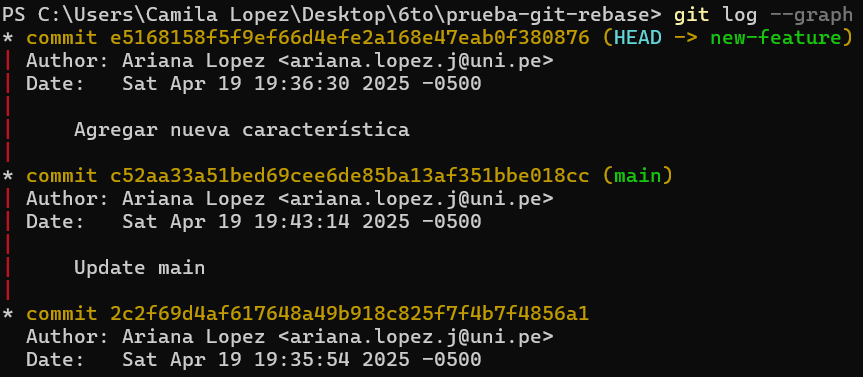 PS C:\Users\Camila Lopez\Desktop\6to\prueba-git-rebase> git log --graph
* commit e5168158f5f9ef66d4efe2a168e47eab0f380876 (HEAD -> new-feature)
| Author: Ariana Lopez <ariana.lopez.j@uni.pe>
| Date:   Sat Apr 19 19:36:30 2025 -0500
|
|     Agregar nueva característica
|
* commit c52aa33a51bed69cee6de85ba13af351bbe018cc (main)
| Author: Ariana Lopez <ariana.lopez.j@uni.pe>
| Date:   Sat Apr 19 19:43:14 2025 -0500
|
|     Update main
|
* commit 2c2f69d4af617648a49b918c825f7f4b7f4856a1
  Author: Ariana Lopez <ariana.lopez.j@uni.pe>
  Date:   Sat Apr 19 19:35:54 2025 -0500